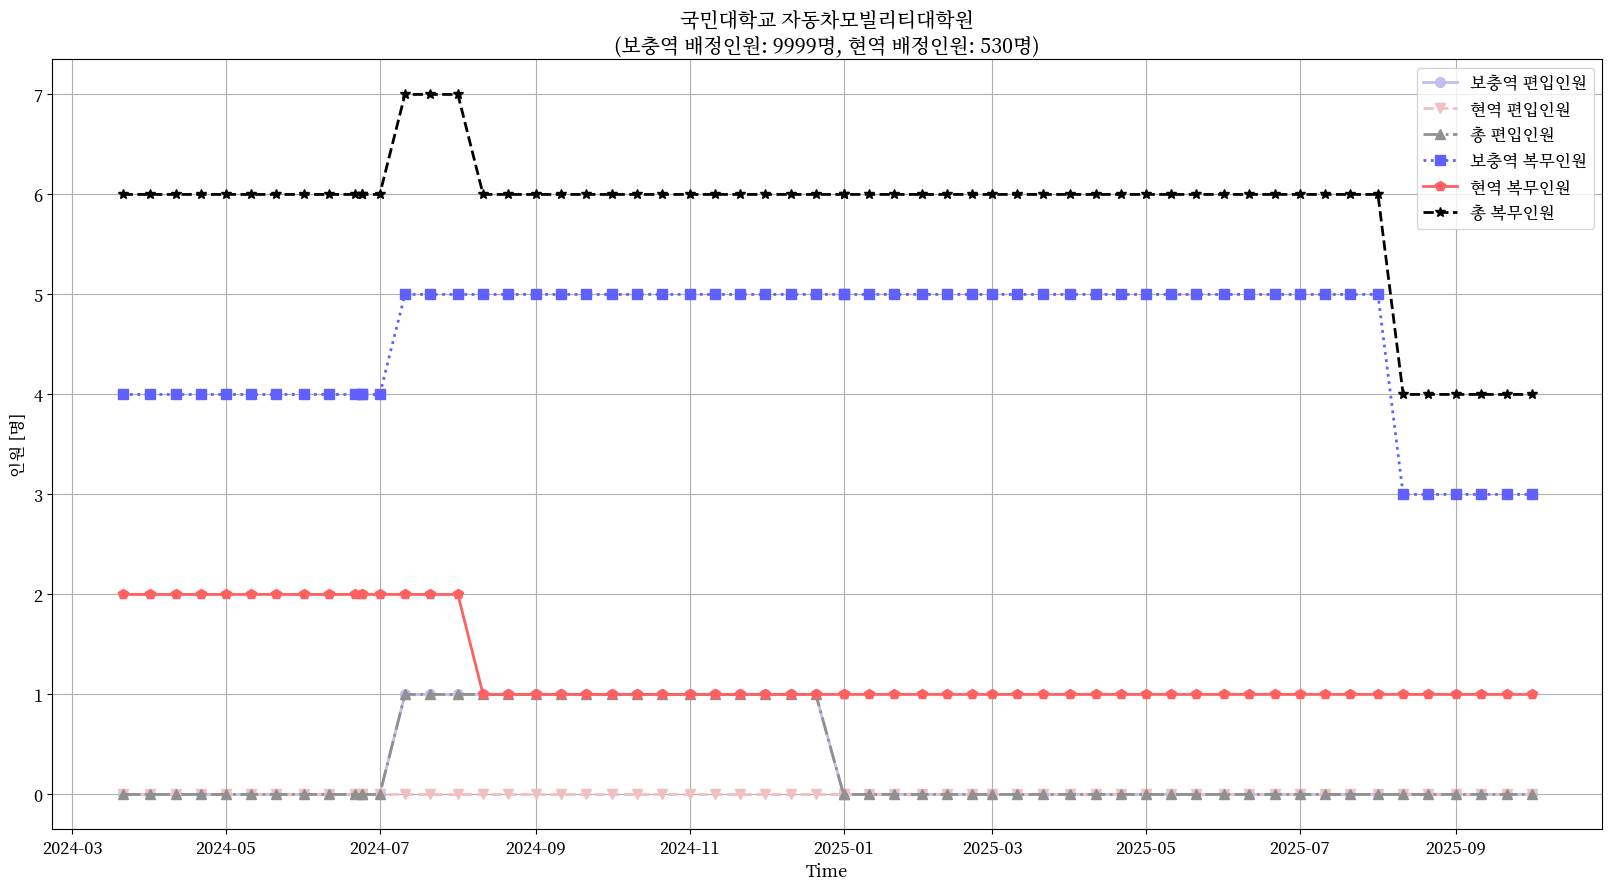 국민대학교 자동차모빌리티대학원
(보충역 배정인원: 9999명, 현역 배정인원: 530명)
보충역 편입인원
현역 편입인원
총 편입인원
보충역 복무인원
현역 복무인원
총 복무인원
인원 [명]
7
6
5
4
3
2
1
0
2024-03
2024-05
2024-07
2024-09
2024-11
2025-01
2025-03
2025-05
2025-07
2025-09
Time